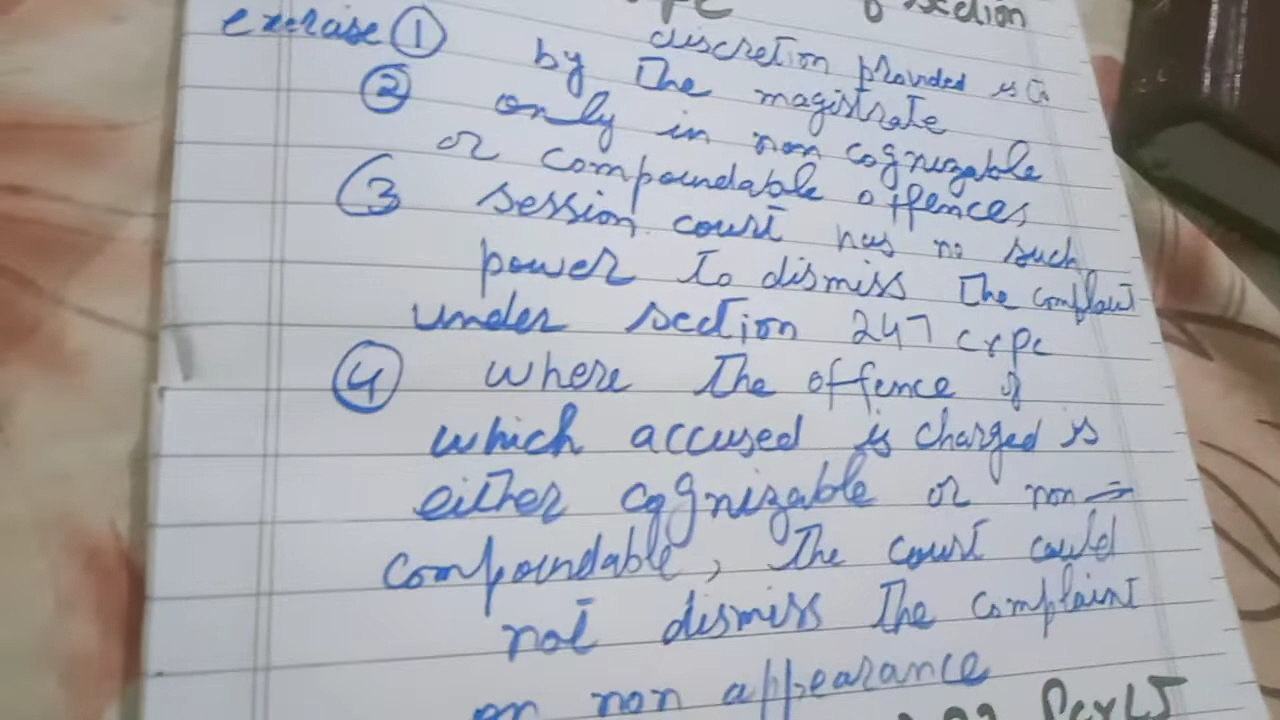 section
discretion provided is
exercise ① by The magistrate
② only in non cognizable
or compoundable offences,
③ session court has no such
power To dismiss The complaint
under section 247 crpc
④ where The offence of
which accused is charged is
either cognizable or non-
compoundable, The court could
not dismiss The complaint
on non appearance